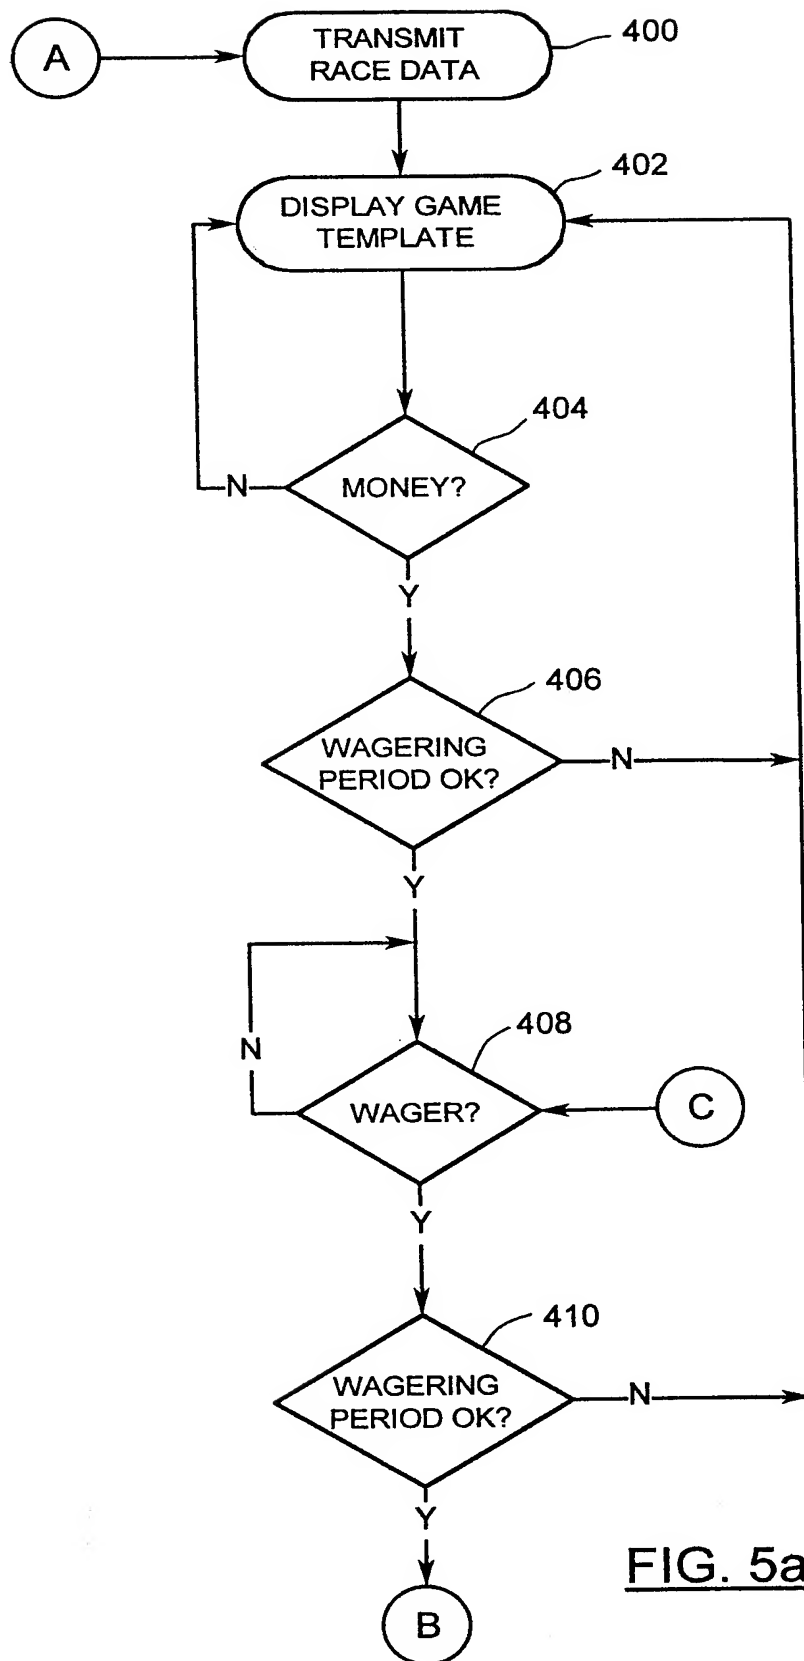 A
TRANSMIT
RACE DATA
400
DISPLAY GAME
TEMPLATE
402
MONEY?
404
N
Y
WAGERING
PERIOD OK?
406
N
Y
WAGER?
408
N
C
Y
WAGERING
PERIOD OK?
410
N
Y
B
FIG. 5a